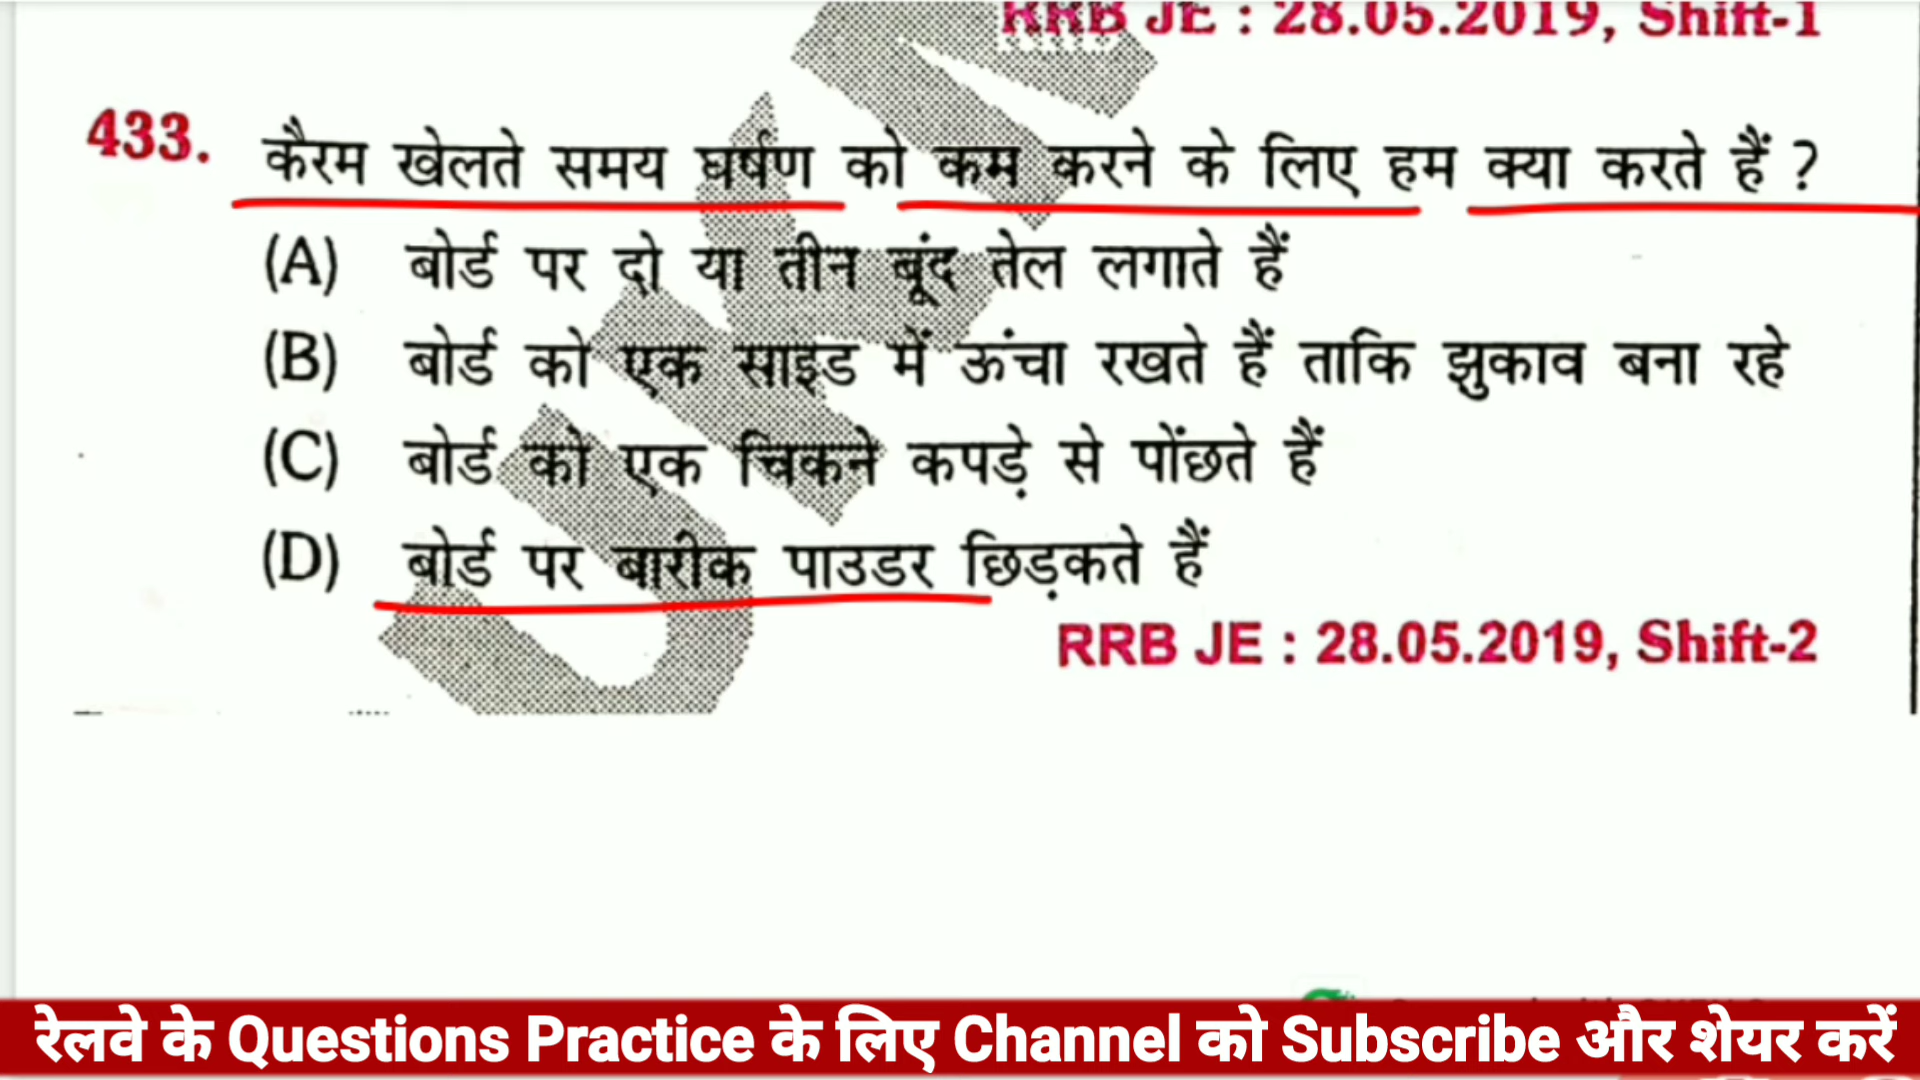 RRB JE : 28.05.2019, Shift-1
433. कैरम खेलते समय घर्षण को कम करने के लिए हम क्या करते हैं ?
(A) बोर्ड पर दो या तीन बूंद तेल लगाते हैं
(B) बोर्ड को एक साइड में ऊंचा रखते हैं ताकि झुकाव बना रहे
(C) बोर्ड को एक चिकने कपड़े से पोंछते हैं
(D) बोर्ड पर बारीक पाउडर छिड़कते हैं
RRB JE : 28.05.2019, Shift-2
रेलवे के Questions Practice के लिए Channel को Subscribe और शेयर करें